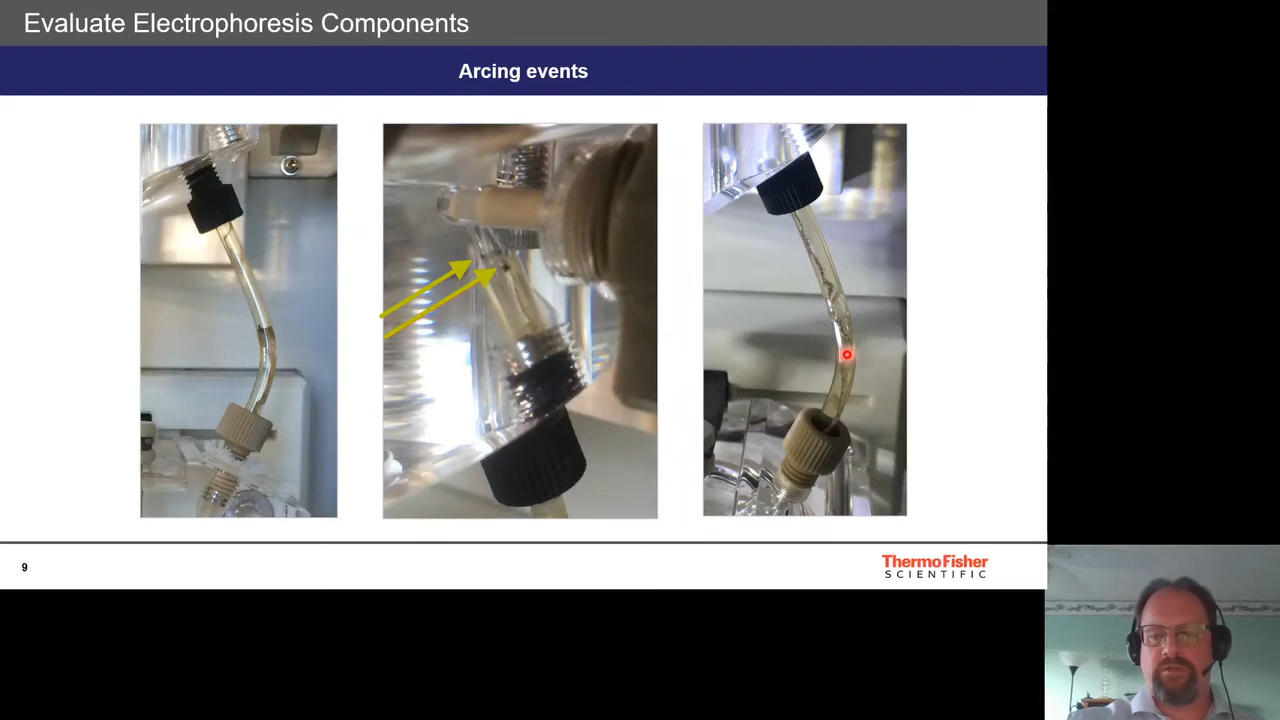 Evaluate Electrophoresis Components
Arcing events
9
ThermoFisher
SCIENTIFIC